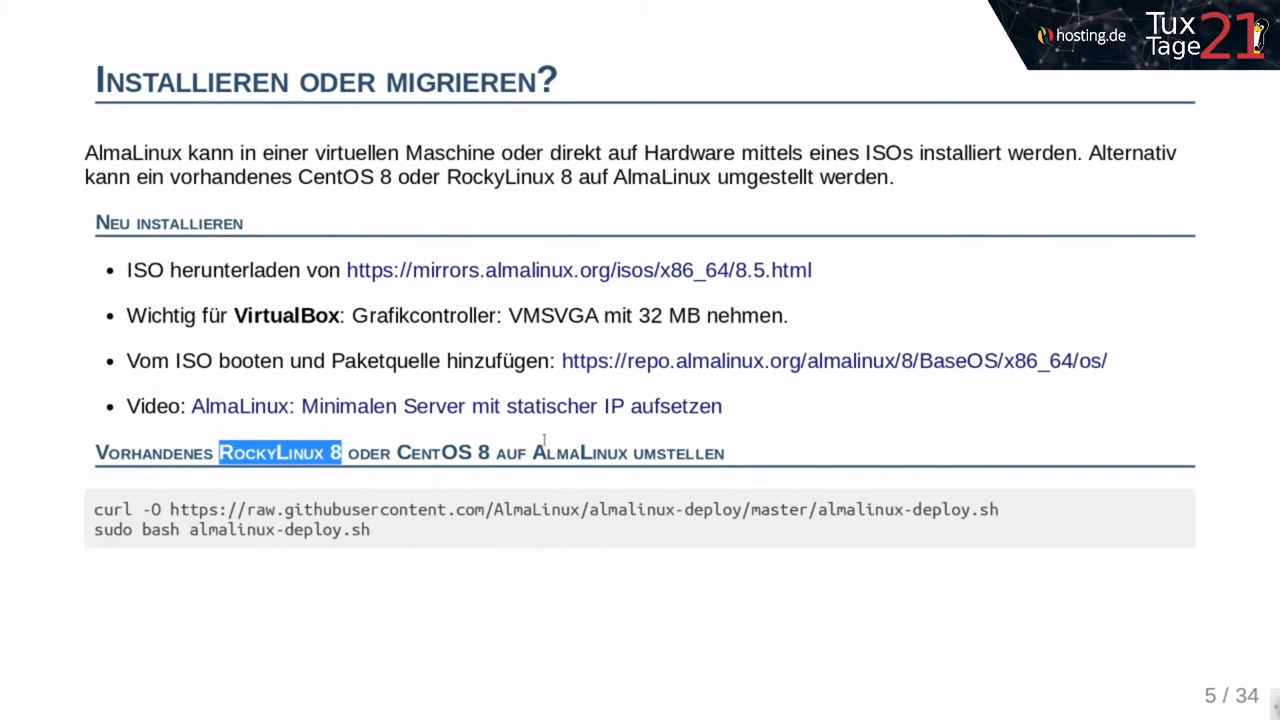 hosting.de
Tux
Tage
21
Installieren oder migrieren?
AlmaLinux kann in einer virtuellen Maschine oder direkt auf Hardware mittels eines ISOs installiert werden. Alternativ
kann ein vorhandenes CentOS 8 oder RockyLinux 8 auf AlmaLinux umgestellt werden.
Neu installieren
• ISO herunterladen von https://mirrors.almalinux.org/isos/x86_64/8.5.html
• Wichtig für VirtualBox: Grafikcontroller: VMSVGA mit 32 MB nehmen.
• Vom ISO booten und Paketquelle hinzufügen: https://repo.almalinux.org/almalinux/8/BaseOS/x86_64/os/
• Video: AlmaLinux: Minimalen Server mit statischer IP aufsetzen
Vorhandenes RockyLinux 8 oder CentOS 8 auf AlmaLinux umstellen
curl -O https://raw.githubusercontent.com/AlmaLinux/almalinux-deploy/master/almalinux-deploy.sh
sudo bash almalinux-deploy.sh
5 / 34